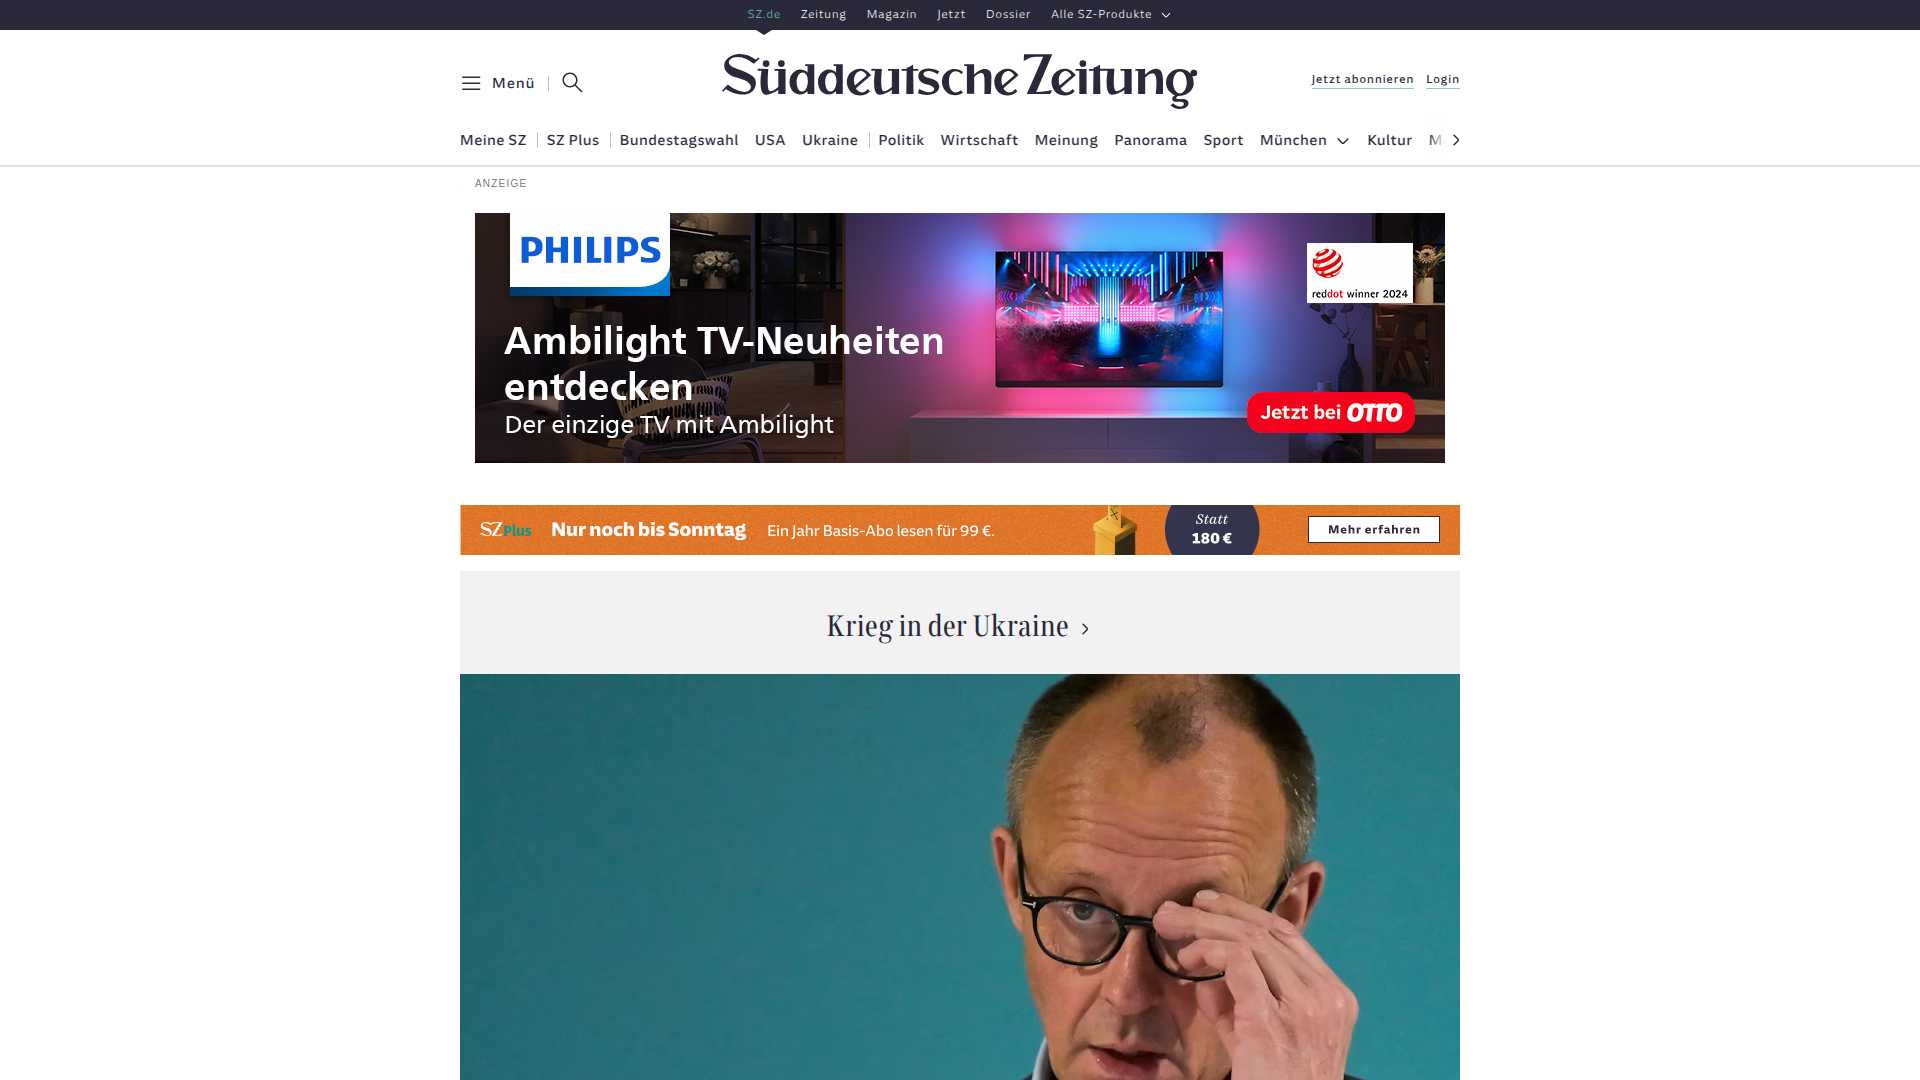 SZ.de Zeitung Magazin Jetzt Dossier Alle SZ-Produkte
Menü
Süddeutsche Zeitung
Jetzt abonnieren Login
Meine SZ SZ Plus Bundestagswahl USA Ukraine Politik Wirtschaft Meinung Panorama Sport München Kultur M
ANZEIGE
PHILIPS
reddot winner 2024
Ambilight TV-Neuheiten
entdecken
Der einzige TV mit Ambilight
Jetzt bei OTTO
SZ Plus Nur noch bis Sonntag Ein Jahr Basis-Abo lesen für 99 €.
Statt
180 €
Mehr erfahren
Krieg in der Ukraine